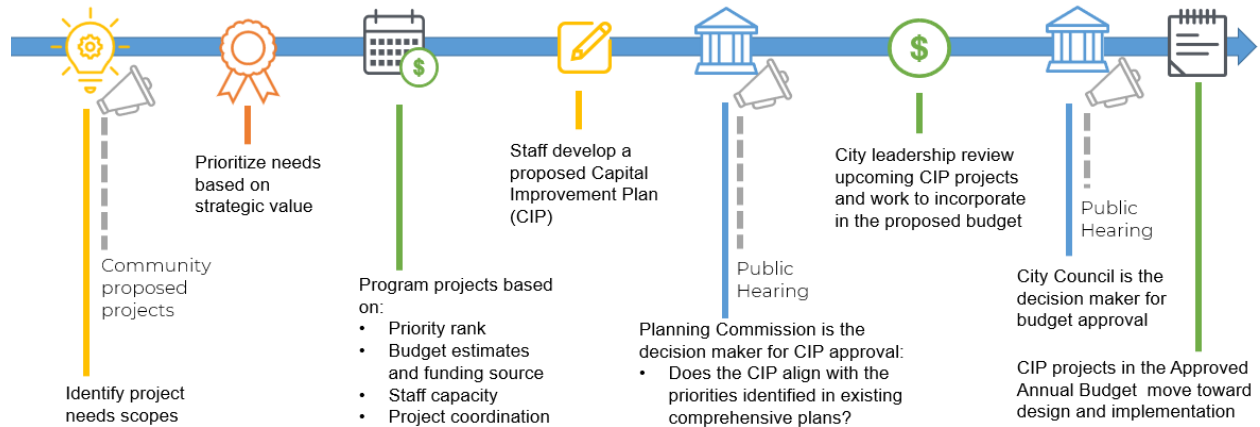 Community
proposed
projects
Identify project
needs scopes
Prioritize needs
based on
strategic value
$
Program projects based
on:
• Priority rank
• Budget estimates
and funding source
• Staff capacity
• Project coordination
Staff develop a
proposed Capital
Improvement Plan
(CIP)
Public
Hearing
Planning Commission is the
decision maker for CIP approval:
• Does the CIP align with the
priorities identified in existing
comprehensive plans?
$
City leadership review
upcoming CIP projects
and work to incorporate
in the proposed budget
Public
Hearing
City Council is the
decision maker for
budget approval
CIP projects in the Approved
Annual Budget move toward
design and implementation